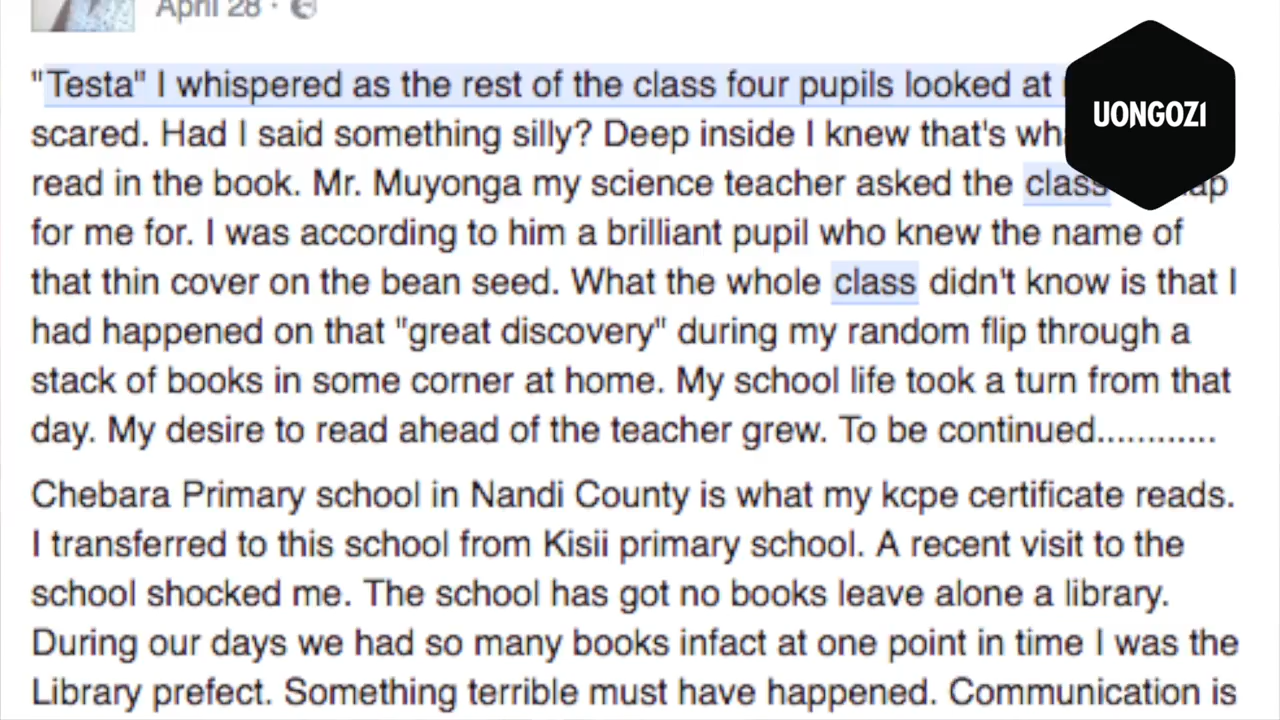 April 28 ·
"Testa" I whispered as the rest of the class four pupils looked at
scared. Had I said something silly? Deep inside I knew that's
read in the book. Mr. Muyonga my science teacher asked the class
for me for. I was according to him a brilliant pupil who knew the name of
that thin cover on the bean seed. What the whole class didn't know is that I
had happened on that "great discovery" during my random flip through a
stack of books in some corner at home. My school life took a turn from that
day. My desire to read ahead of the teacher grew. To be continued............
Chebara Primary school in Nandi County is what my kcpe certificate reads.
I transferred to this school from Kisii primary school. A recent visit to the
school shocked me. The school has got no books leave alone a library.
During our days we had so many books infact at one point in time I was the
Library prefect. Something terrible must have happened. Communication is
UONGOZI